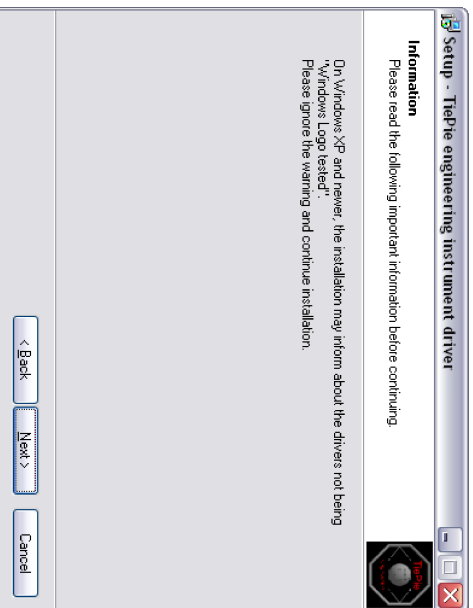 Setup - TiePie engineering instrument driver
Information
Please read the following important information before continuing.
TiePie
On Windows XP and newer, the installation may inform about the drivers not being
"Windows Logo tested".
Please ignore the warning and continue installation.
< Back
Next >
Cancel